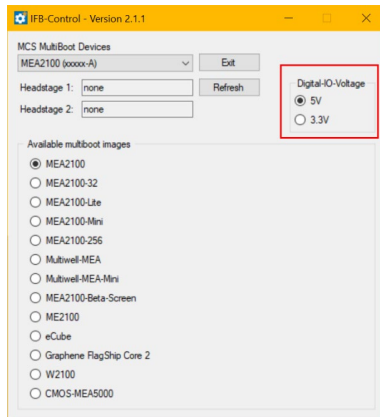 IFB-Control - Version 2.1.1
MCS MultiBoot Devices
MEA2100 (xxxxx-A)
Exit
Headstage 1: none
Refresh
Headstage 2: none
Digital-IO-Voltage
5V
3.3V
Available multiboot images
MEA2100
MEA2100-32
MEA2100-Lite
MEA2100-Mini
MEA2100-256
Multiwell-MEA
Multiwell-MEA-Mini
MEA2100-Beta-Screen
ME2100
eCube
Graphene FlagShip Core 2
W2100
CMOS-MEA5000